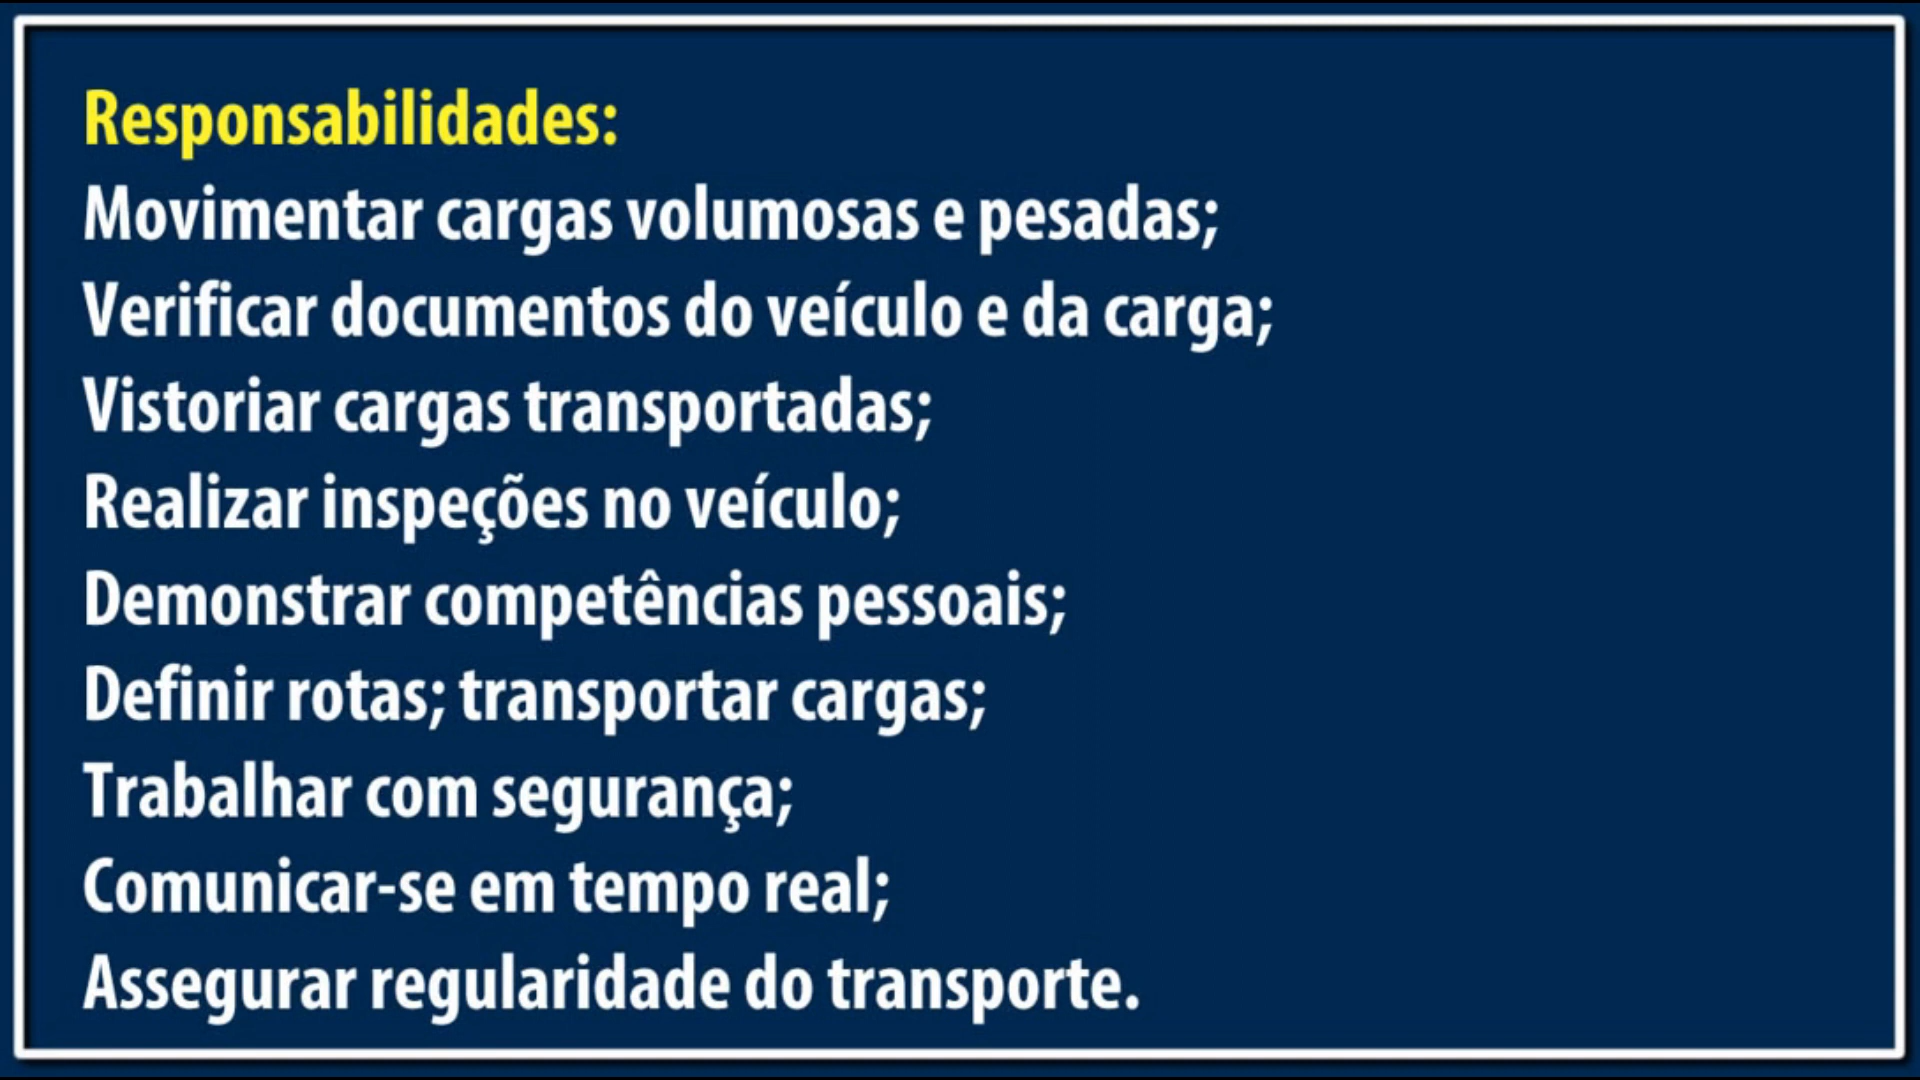 Responsabilidades:
Movimentar cargas volumosas e pesadas;
Verificar documentos do veículo e da carga;
Vistoriar cargas transportadas;
Realizar inspeções no veículo;
Demonstrar competências pessoais;
Definir rotas; transportar cargas;
Trabalhar com segurança;
Comunicar-se em tempo real;
Assegurar regularidade do transporte.